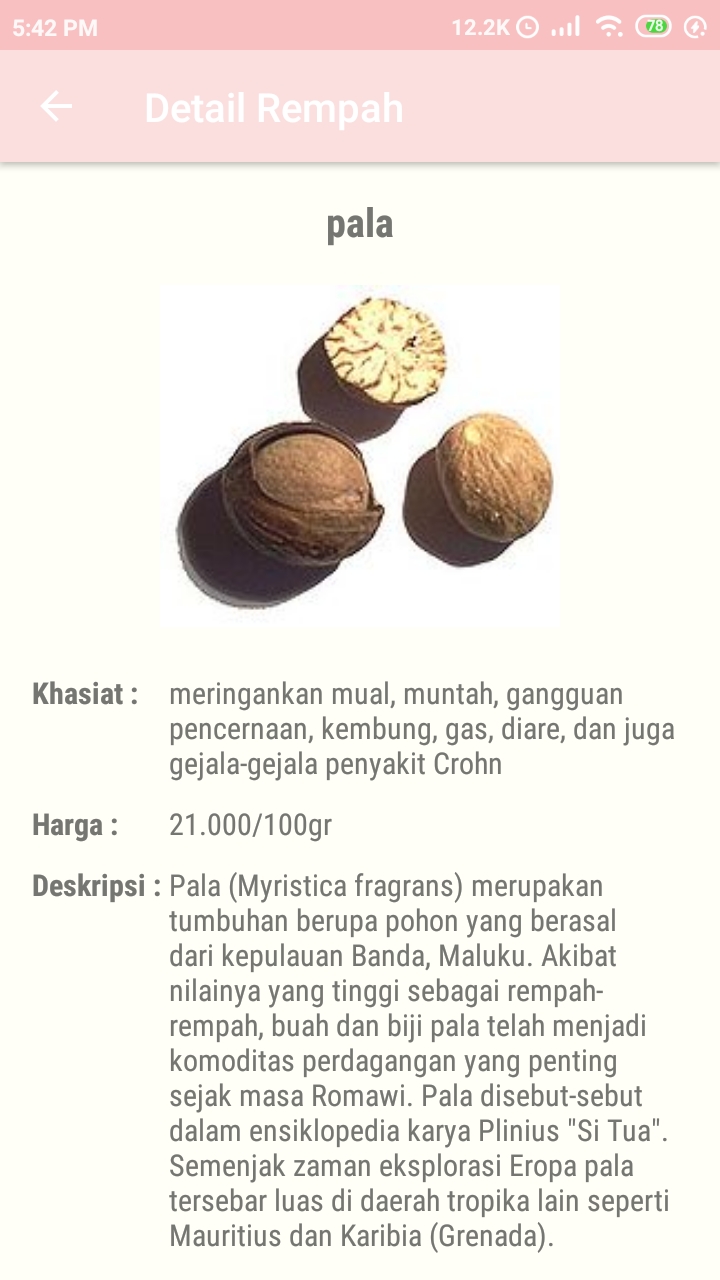 5:42 PM 12.2K 78
Detail Rempah
pala
Khasiat : meringankan mual, muntah, gangguan
pencernaan, kembung, gas, diare, dan juga
gejala-gejala penyakit Crohn
Harga : 21.000/100gr
Deskripsi : Pala (Myristica fragrans) merupakan
tumbuhan berupa pohon yang berasal
dari kepulauan Banda, Maluku. Akibat
nilainya yang tinggi sebagai rempah-
rempah, buah dan biji pala telah menjadi
komoditas perdagangan yang penting
sejak masa Romawi. Pala disebut-sebut
dalam ensiklopedia karya Plinius "Si Tua".
Semenjak zaman eksplorasi Eropa pala
tersebar luas di daerah tropika lain seperti
Mauritius dan Karibia (Grenada).